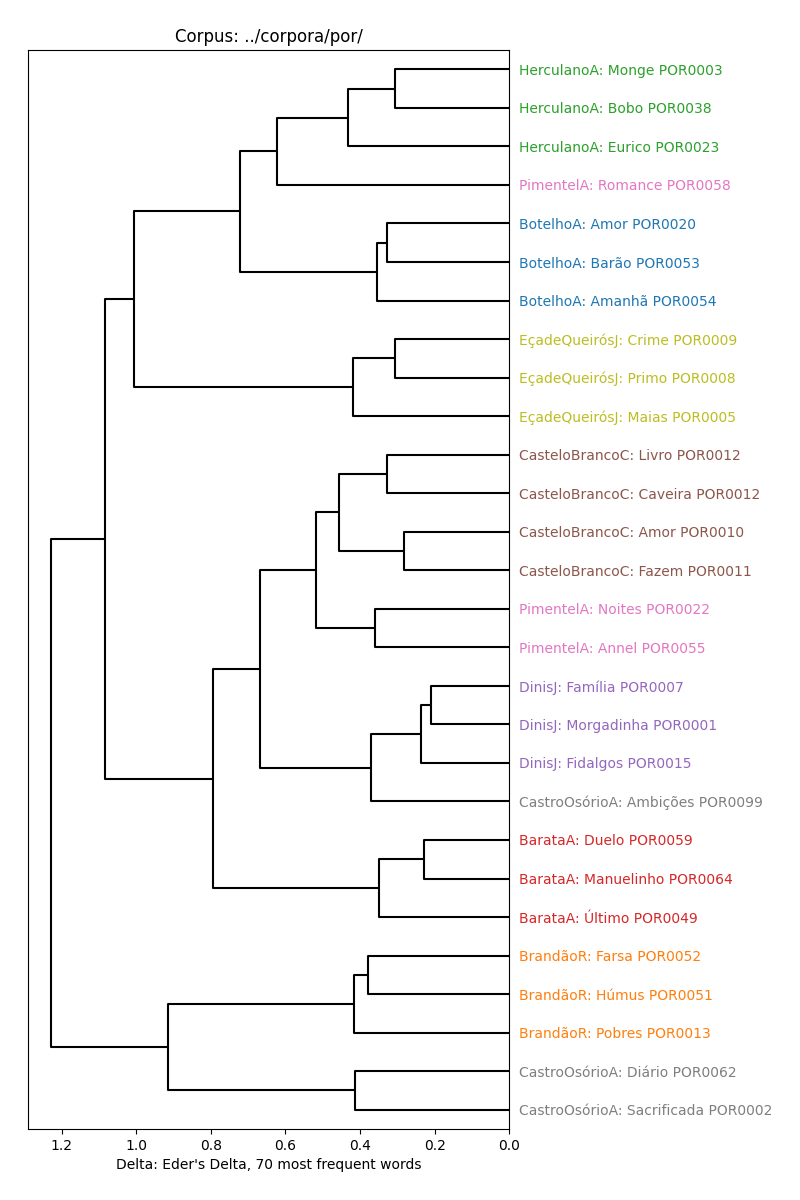 Corpus: ../corpora/por/
HerculanoA: Monge POR0003
HerculanoA: Bobo POR0038
HerculanoA: Eurico POR0023
PimentelA: Romance POR0058
BotelhoA: Amor POR0020
BotelhoA: Barão POR0053
BotelhoA: Amanhã POR0054
EçadeQueirósJ: Crime POR0009
EçadeQueirósJ: Primo POR0008
EçadeQueirósJ: Maias POR0005
CasteloBrancoC: Livro POR0012
CasteloBrancoC: Caveira POR0012
CasteloBrancoC: Amor POR0010
CasteloBrancoC: Fazem POR0011
PimentelA: Noites POR0022
PimentelA: Annel POR0055
DinisJ: Família POR0007
DinisJ: Morgadinha POR0001
DinisJ: Fidalgos POR0015
CastroOsórioA: Ambições POR0099
BarataA: Duelo POR0059
BarataA: Manuelinho POR0064
BarataA: Último POR0049
BrandãoR: Farsa POR0052
BrandãoR: Húmus POR0051
BrandãoR: Pobres POR0013
CastroOsórioA: Diário POR0062
CastroOsórioA: Sacrificada POR0002
1.2 1.0 0.8 0.6 0.4 0.2 0.0
Delta: Eder's Delta, 70 most frequent words